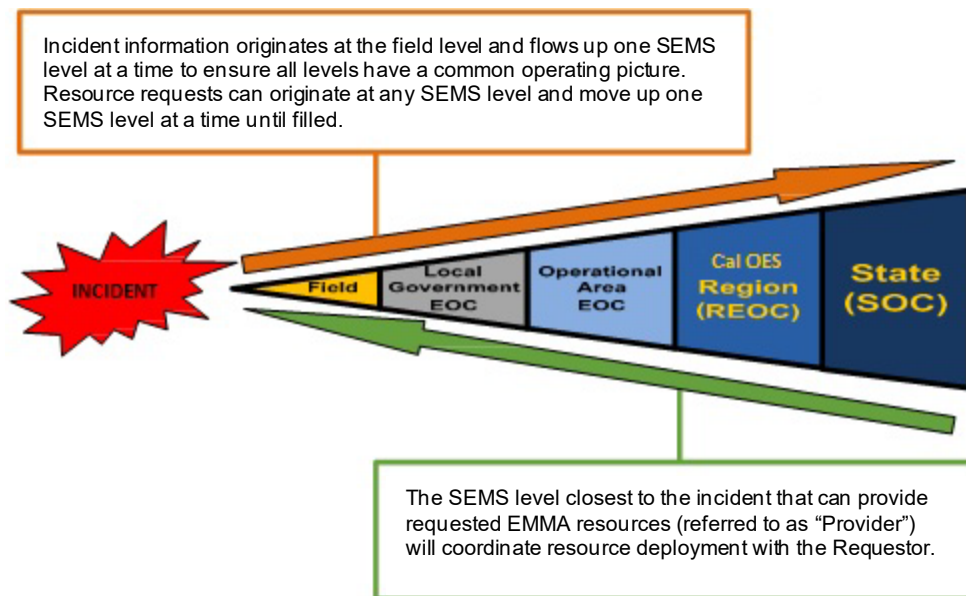 Incident information originates at the field level and flows up one SEMS
level at a time to ensure all levels have a common operating picture.
Resource requests can originate at any SEMS level and move up one
SEMS level at a time until filled.
INCIDENT
Field
Local
Government
EOC
Operational
Area
EOC
Cal OES
Region
(REOC)
State
(SOC)
The SEMS level closest to the incident that can provide
requested EMMA resources (referred to as “Provider”)
will coordinate resource deployment with the Requestor.